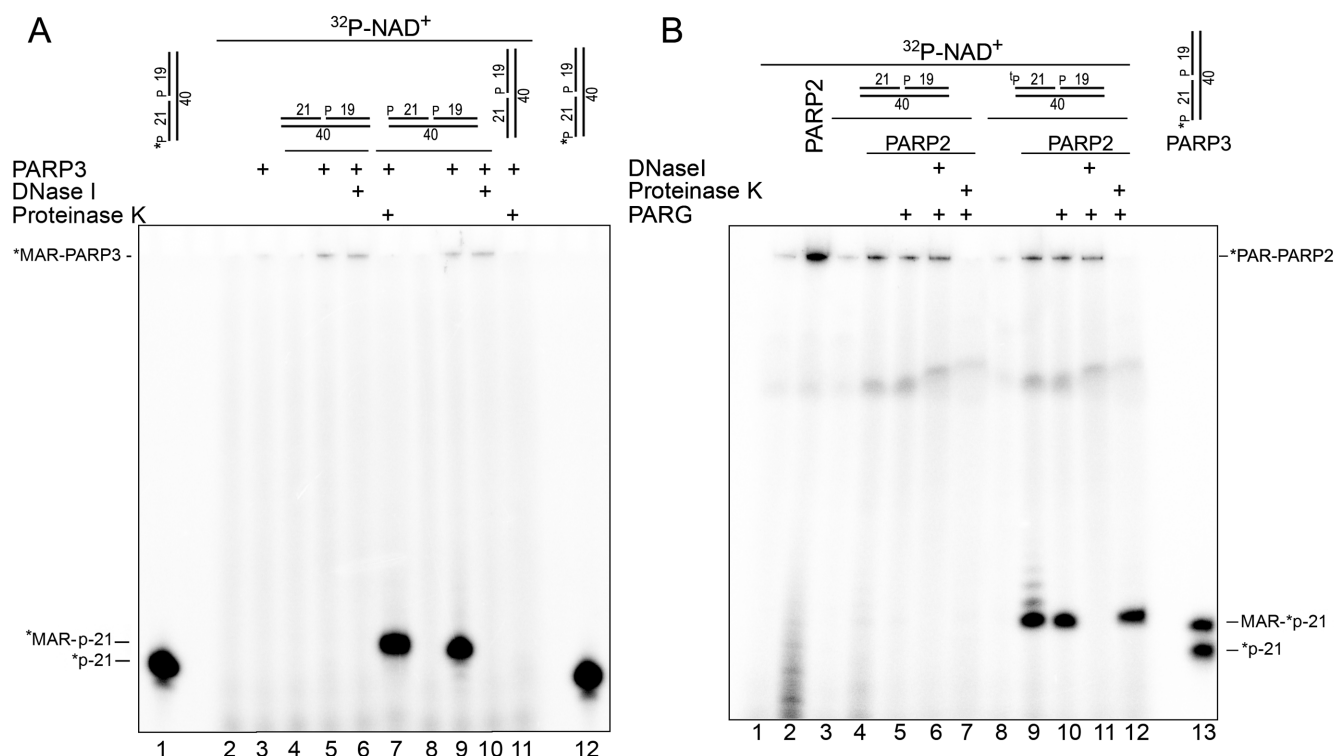 A
³²P-NAD⁺
*P 21 P 19
40
21 P 19
40
P 21 P 19
40
21 P 19
40
*P 21 P 19
40
PARP3 + + + + + + +
DNase I + +
Proteinase K + +
*MAR-PARP3 -
*MAR-p-21
*p-21
1 2 3 4 5 6 7 8 9 10 11 12
B
³²P-NAD⁺
PARP2
21 P 19
40
PARP2
ᵗP 21 P 19
40
PARP2
*P 21 P 19
40
PARP3
DNaseI + +
Proteinase K + +
PARG + + + + + +
*PAR-PARP2
MAR-*p-21
*p-21
1 2 3 4 5 6 7 8 9 10 11 12 13